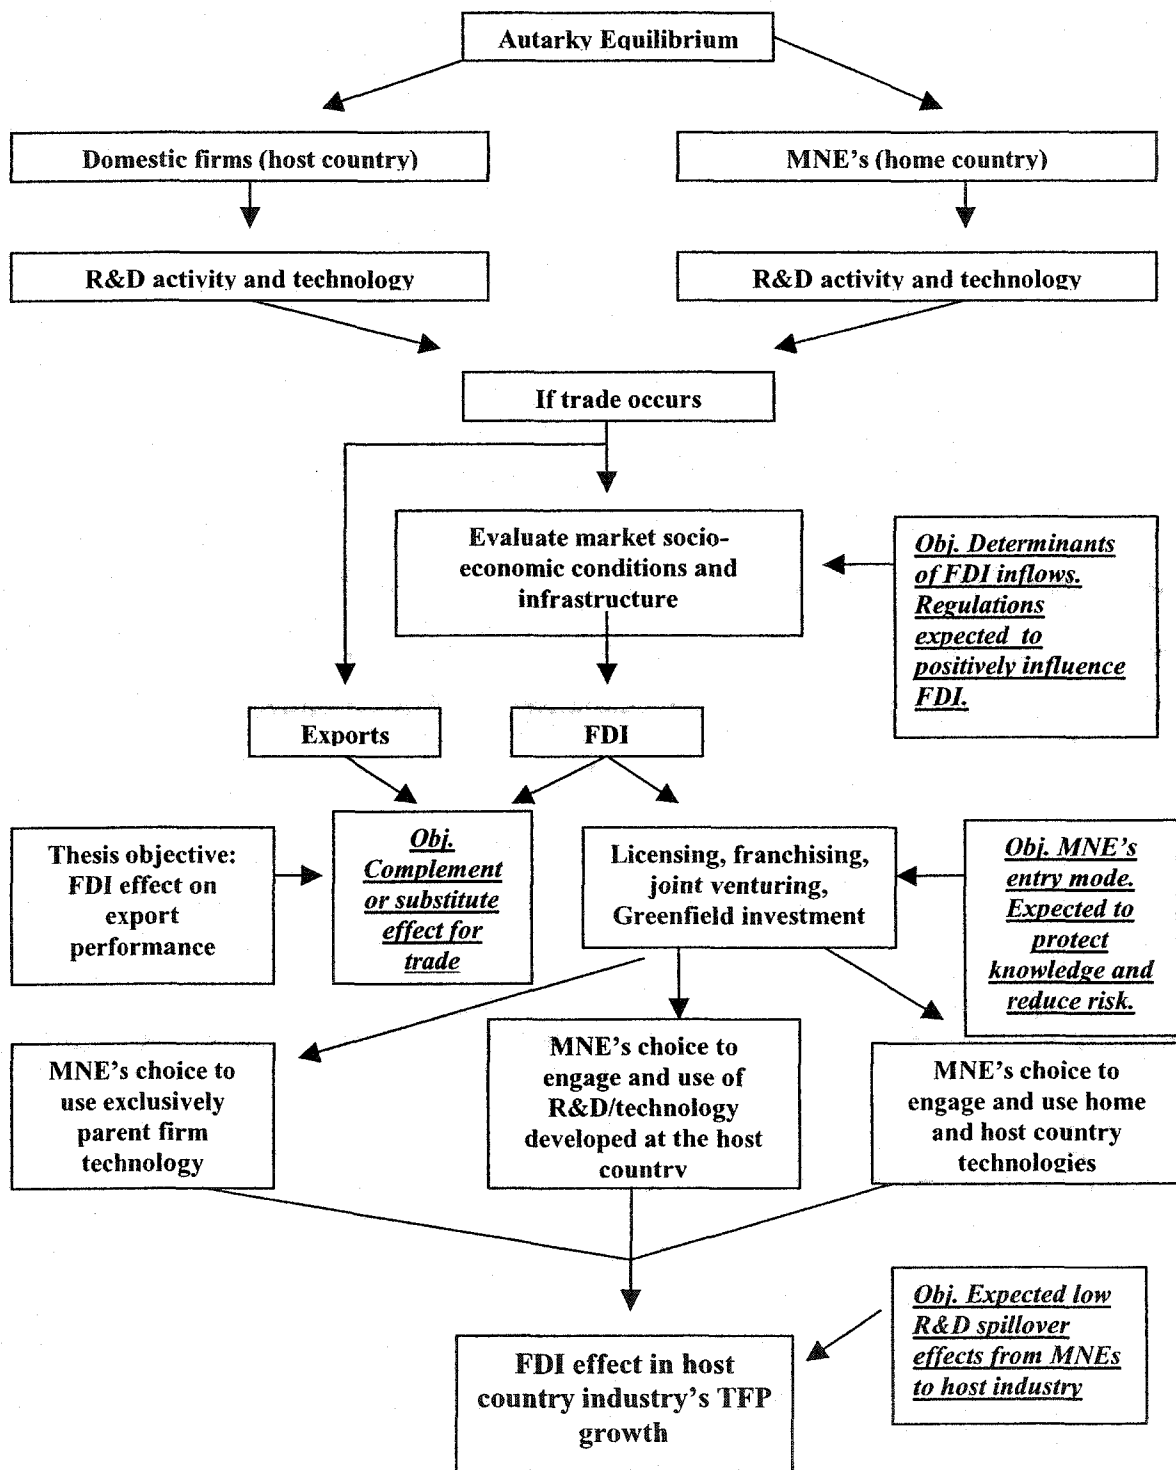 Autarky Equilibrium
Domestic firms (host country)
MNE's (home country)
R&D activity and technology
R&D activity and technology
If trade occurs
Evaluate market socio-
economic conditions and
infrastructure
Obj. Determinants
of FDI inflows.
Regulations
expected to
positively influence
FDI.
Exports
FDI
Thesis objective:
FDI effect on
export
performance
Obj.
Complement
or substitute
effect for
trade
Licensing, franchising,
joint venturing,
Greenfield investment
Obj. MNE's
entry mode.
Expected to
protect
knowledge and
reduce risk.
MNE's choice to
use exclusively
parent firm
technology
MNE's choice to
engage and use of
R&D/technology
developed at the host
country
MNE's choice to
engage and use home
and host country
technologies
FDI effect in host
country industry's TFP
growth
Obj. Expected low
R&D spillover
effects from MNEs
to host industry